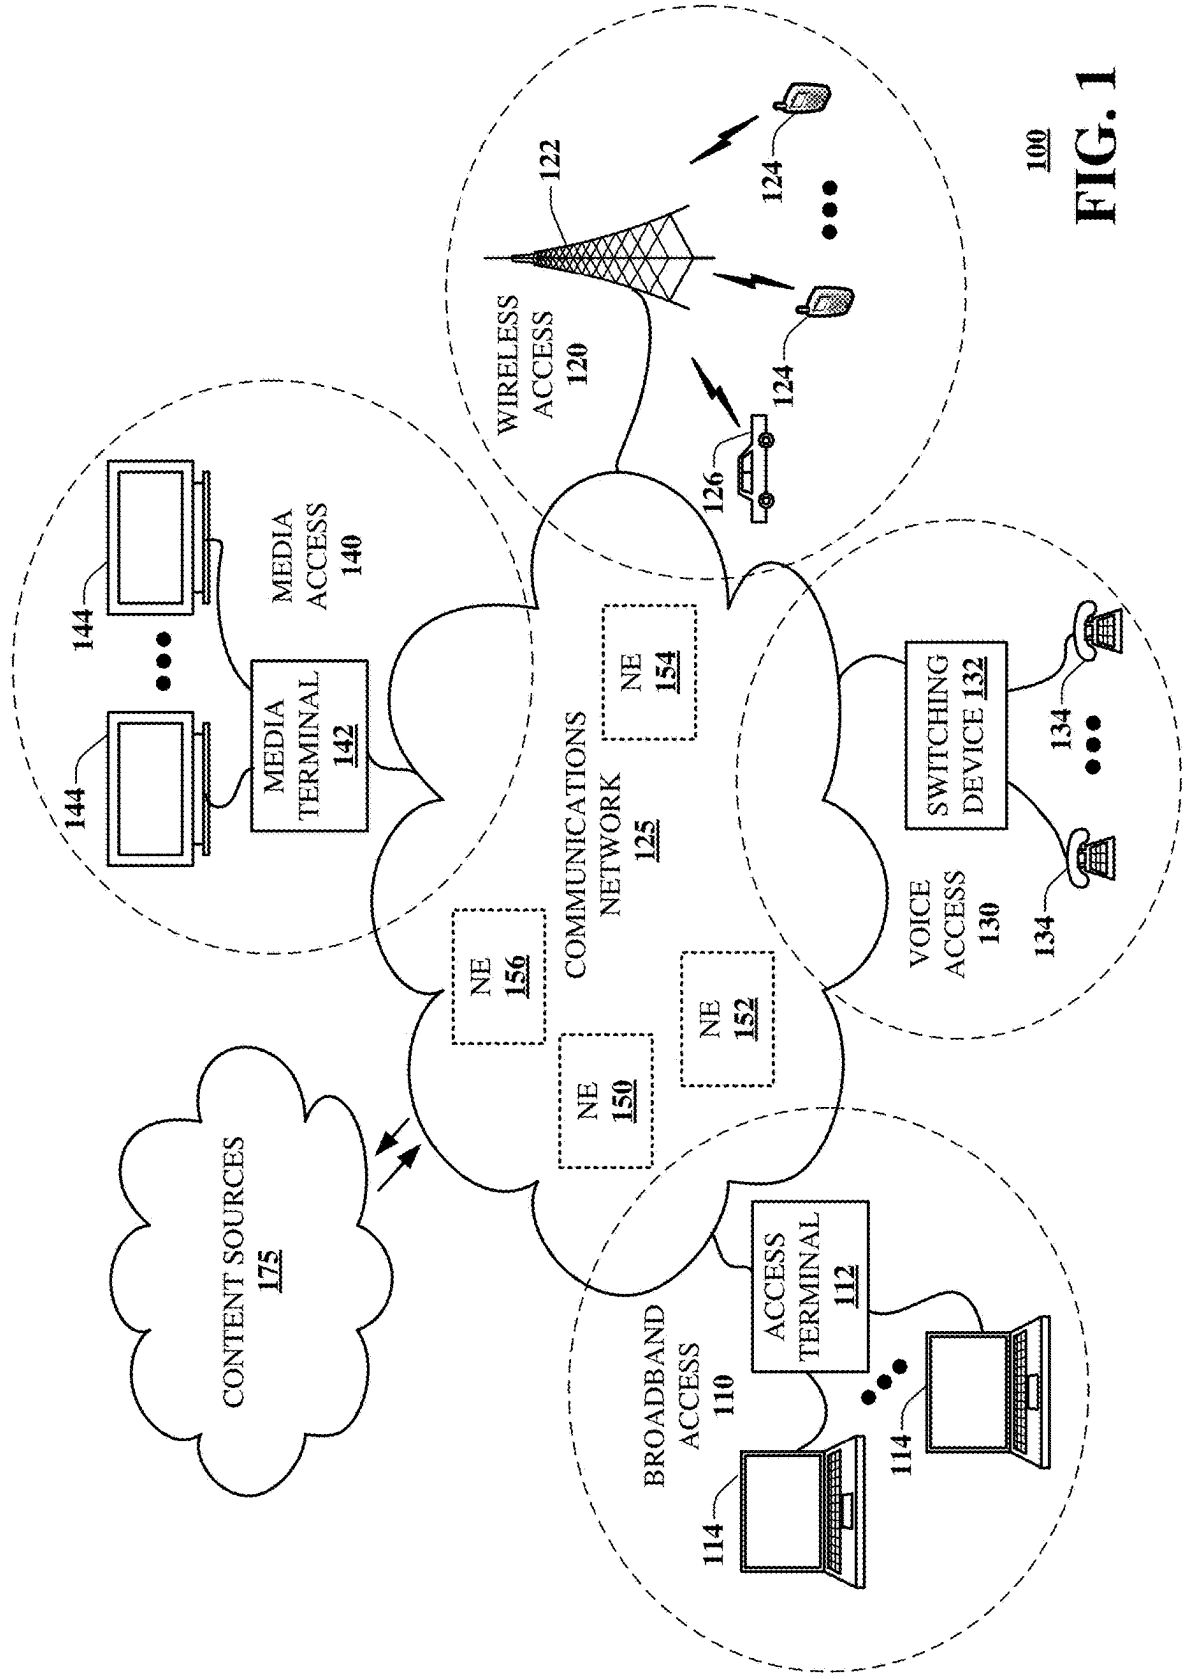 144
144
MEDIA
TERMINAL
142
MEDIA
ACCESS
140
CONTENT SOURCES
175
WIRELESS
ACCESS
120
122
124
124
126
NE
156
NE
150
NE
152
NE
154
COMMUNICATIONS
NETWORK
125
BROADBAND
ACCESS
110
ACCESS
TERMINAL
112
114
114
VOICE
ACCESS
130
SWITCHING
DEVICE 132
134
134
100
FIG. 1